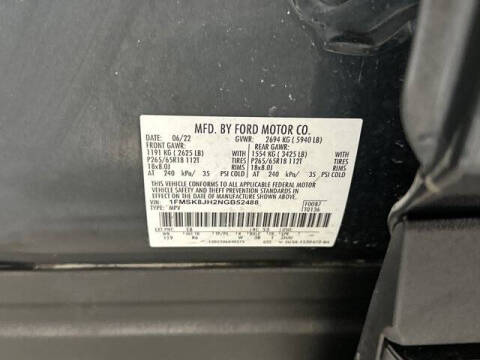 MFD. BY FORD MOTOR CO.
DATE: 06/22 GVWR: 2694 KG ( 5940 LB)
FRONT GAWR: REAR GAWR:
1191 KG ( 2625 LB) WITH 1554 KG ( 3425 LB) WITH
P265/65R18 112T TIRES P265/65R18 112T TIRES
18x8.0J RIMS 18x8.0J RIMS
AT 240 kPa / 35 PSI COLD AT 240 kPa / 35 PSI COLD
THIS VEHICLE CONFORMS TO ALL APPLICABLE FEDERAL MOTOR
VEHICLE SAFETY AND THEFT PREVENTION STANDARDS IN
EFFECT ON THE DATE OF MANUFACTURE SHOWN ABOVE.
VIN: 1FMSK8JH2NGB52488 F0087
TYPE: MPV T0136
EXT PNT: